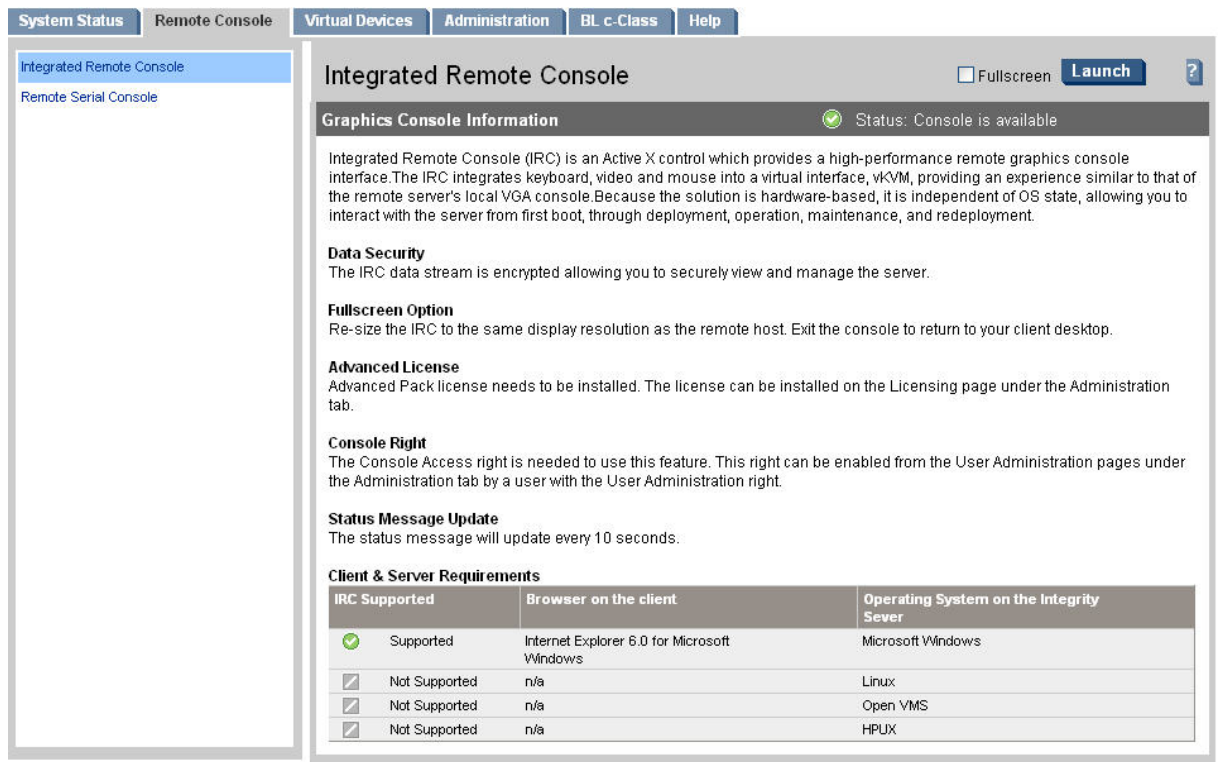 System Status Remote Console Virtual Devices Administration BL c-Class Help
Integrated Remote Console
Remote Serial Console
Integrated Remote Console Fullscreen Launch ?
Graphics Console Information Status: Console is available
Integrated Remote Console (IRC) is an Active X control which provides a high-performance remote graphics console
interface.The IRC integrates keyboard, video and mouse into a virtual interface, vKVM, providing an experience similar to that of
the remote server's local VGA console.Because the solution is hardware-based, it is independent of OS state, allowing you to
interact with the server from first boot, through deployment, operation, maintenance, and redeployment.
Data Security
The IRC data stream is encrypted allowing you to securely view and manage the server.
Fullscreen Option
Re-size the IRC to the same display resolution as the remote host. Exit the console to return to your client desktop.
Advanced License
Advanced Pack license needs to be installed. The license can be installed on the Licensing page under the Administration
tab.
Console Right
The Console Access right is needed to use this feature. This right can be enabled from the User Administration pages under
the Administration tab by a user with the User Administration right.
Status Message Update
The status message will update every 10 seconds.
Client & Server Requirements
IRC Supported Browser on the client Operating System on the Integrity
Sever
Supported Internet Explorer 6.0 for Microsoft Microsoft Windows
Windows
Not Supported n/a Linux
Not Supported n/a Open VMS
Not Supported n/a HPUX